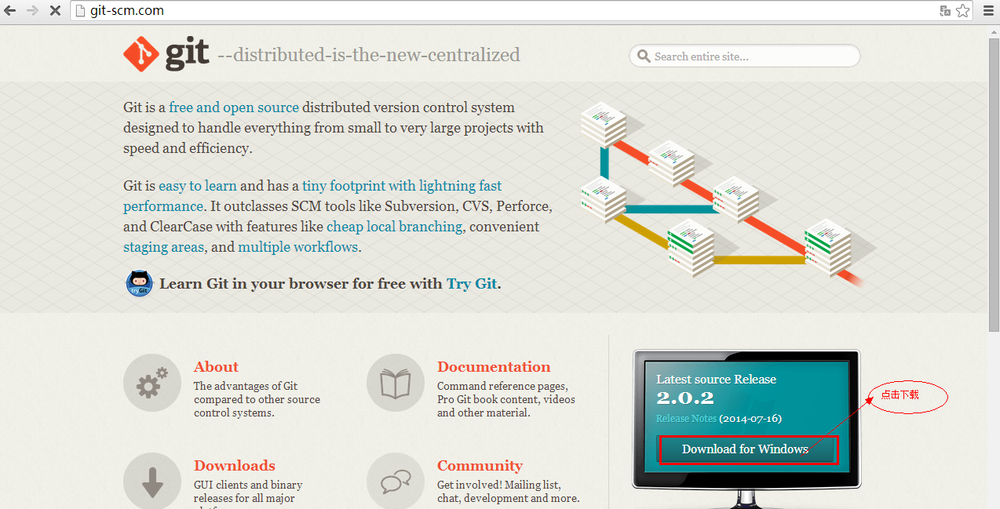 git-scm.com
git --distributed-is-the-new-centralized
Search entire site...
Git is a free and open source distributed version control system
designed to handle everything from small to very large projects with
speed and efficiency.
Git is easy to learn and has a tiny footprint with lightning fast
performance. It outclasses SCM tools like Subversion, CVS, Perforce,
and ClearCase with features like cheap local branching, convenient
staging areas, and multiple workflows.
tryGit
Learn Git in your browser for free with Try Git.
About
The advantages of Git
compared to other source
control systems.
Documentation
Command reference pages,
Pro Git book content, videos
and other material.
Downloads
GUI clients and binary
releases for all major
Community
Get involved! Mailing list,
chat, development and more.
Latest source Release
2.0.2
Release Notes (2014-07-16)
Download for Windows
点击下载